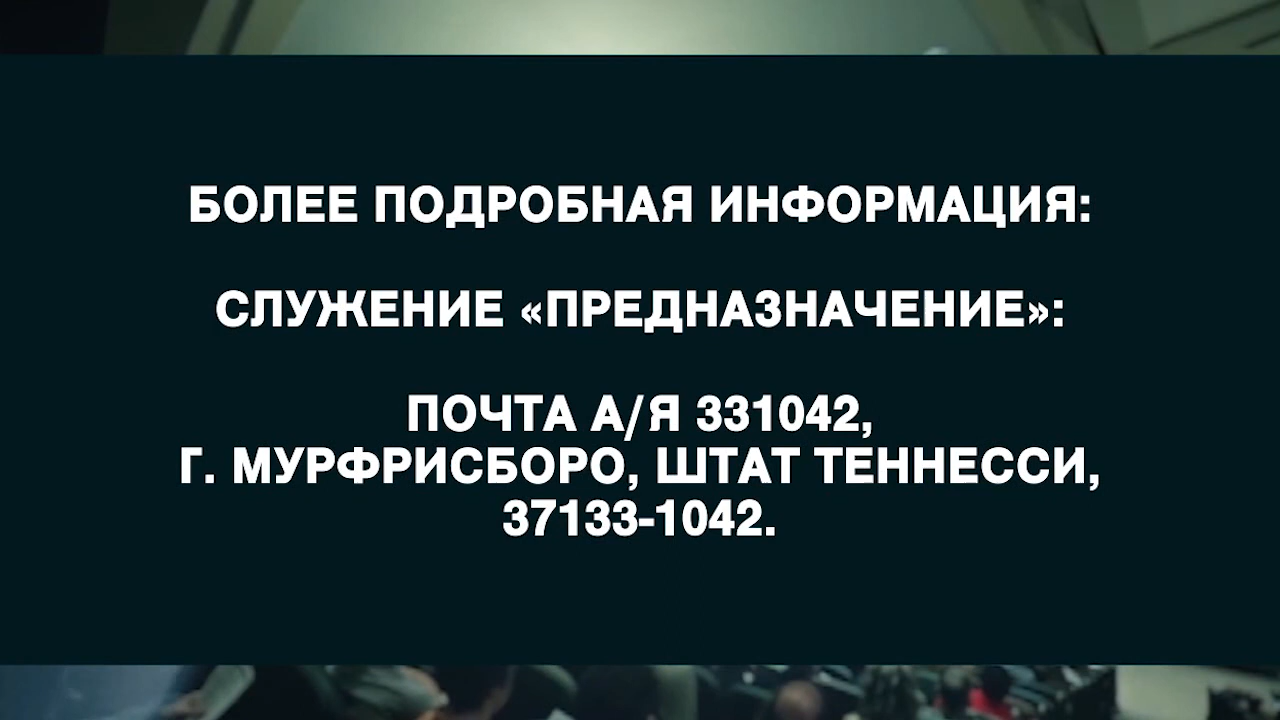 БОЛЕЕ ПОДРОБНАЯ ИНФОРМАЦИЯ:
СЛУЖЕНИЕ «ПРЕДНАЗНАЧЕНИЕ»:
ПОЧТА А/Я 331042,
Г. МУРФРИСБОРО, ШТАТ ТЕННЕССИ,
37133-1042.